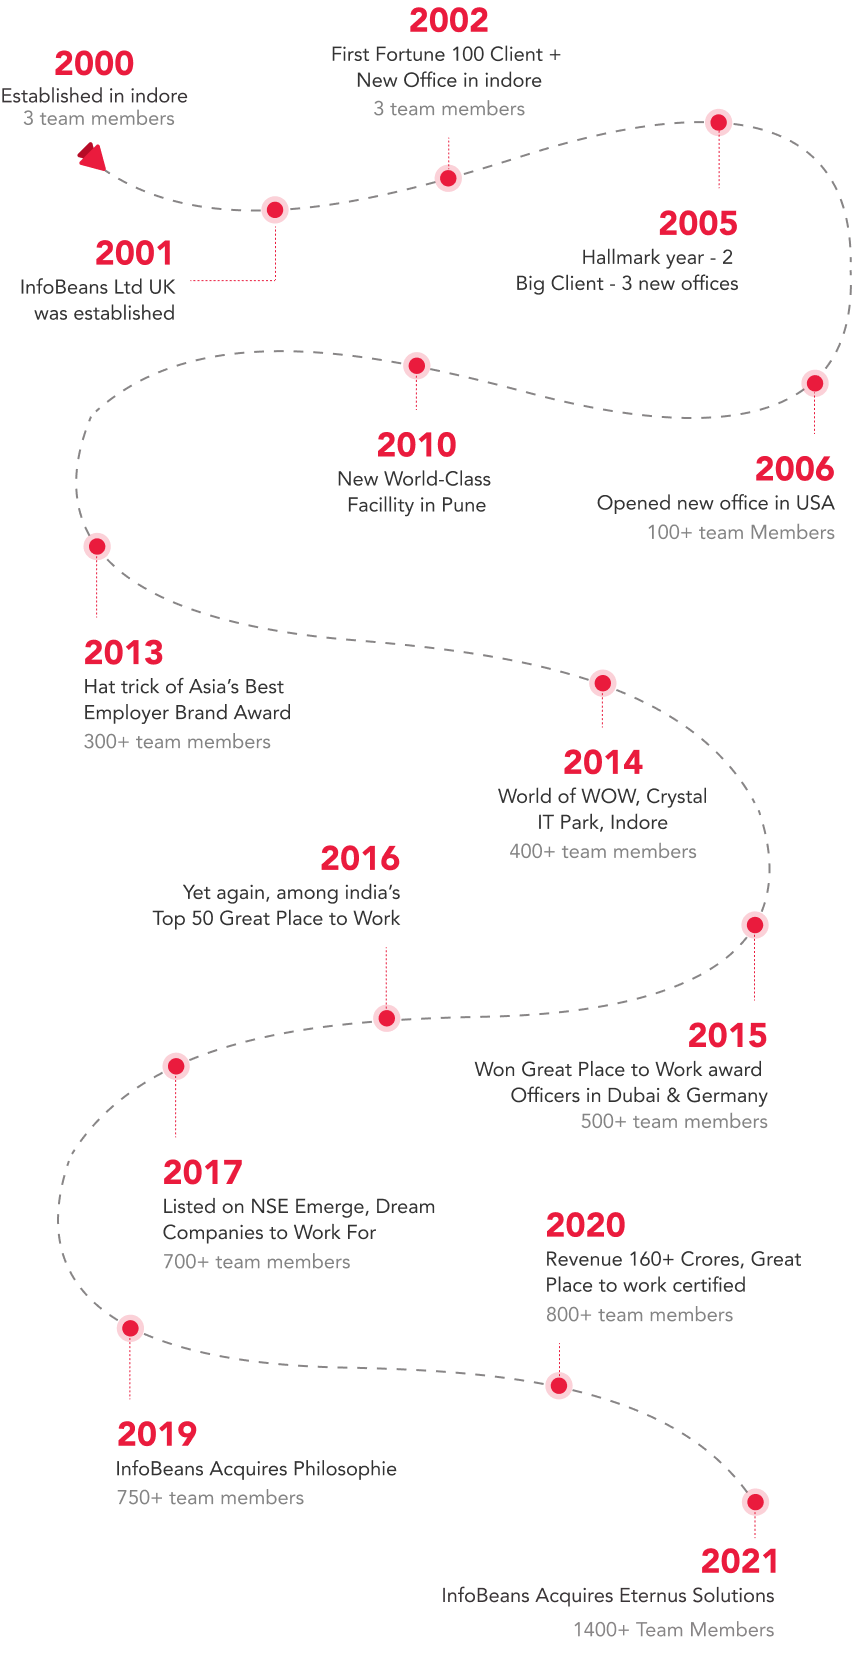 2000
Established in indore
3 team members
2001
InfoBeans Ltd UK
was established
2002
First Fortune 100 Client +
New Office in indore
3 team members
2005
Hallmark year - 2
Big Client - 3 new offices
2006
Opened new office in USA
100+ team Members
2010
New World-Class
Facillity in Pune
2013
Hat trick of Asia's Best
Employer Brand Award
300+ team members
2014
World of WOW, Crystal
IT Park, Indore
400+ team members
2015
Won Great Place to Work award
Officers in Dubai & Germany
500+ team members
2016
Yet again, among india's
Top 50 Great Place to Work
2017
Listed on NSE Emerge, Dream
Companies to Work For
700+ team members
2019
InfoBeans Acquires Philosophie
750+ team members
2020
Revenue 160+ Crores, Great
Place to work certified
800+ team members
2021
InfoBeans Acquires Eternus Solutions
1400+ Team Members